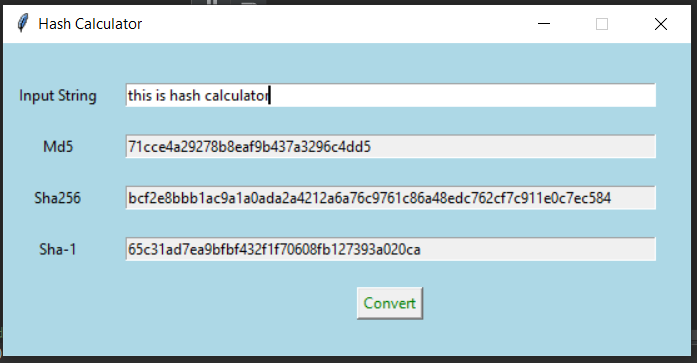 Hash Calculator
Input String this is hash calculator
Md5 71cce4a29278b8eaf9b437a3296c4dd5
Sha256 bcf2e8bbb1ac9a1a0ada2a4212a6a76c9761c86a48edc762cf7c911e0c7ec584
Sha-1 65c31ad7ea9bfbf432f1f70608fb127393a020ca
Convert